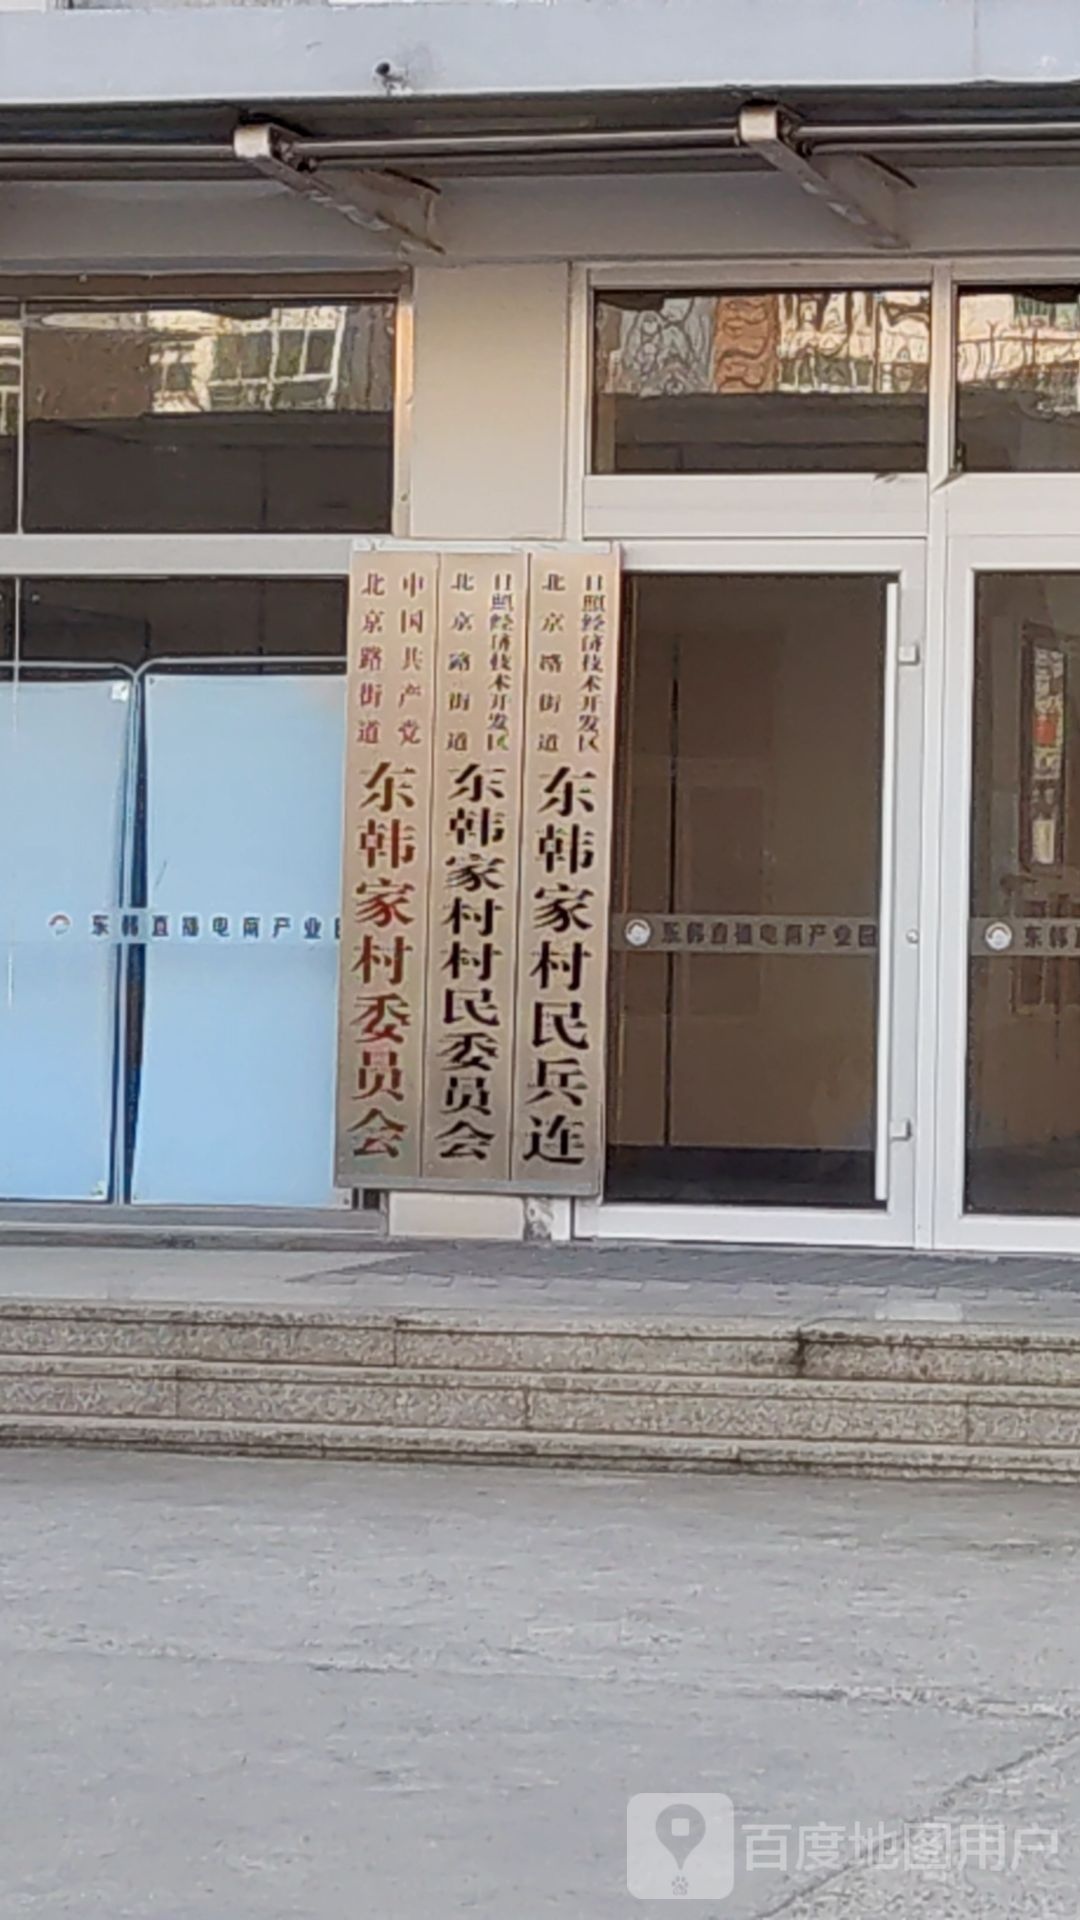 中国共产党
北京路街道
东韩家村委员会
日照经济技术开发区
北京路街道
东韩家村村民委员会
日照经济技术开发区
北京路街道
东韩家村民兵连
东韩直播电商产业园
东韩直播电商产业园
东韩直
百度地图用户